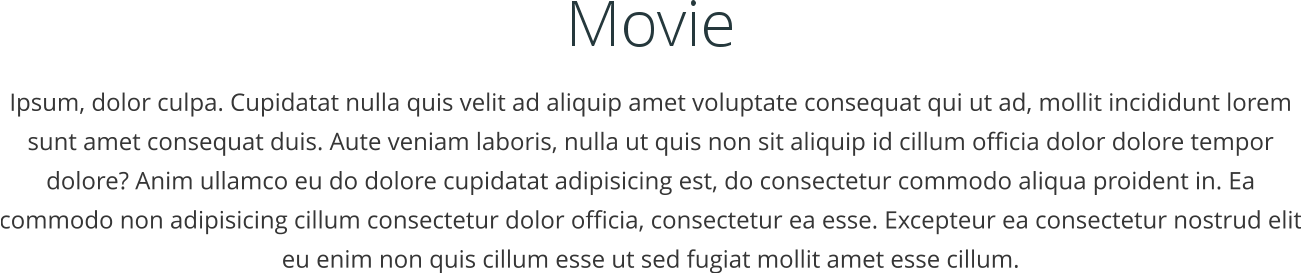 Movie
Ipsum, dolor culpa. Cupidatat nulla quis velit ad aliquip amet voluptate consequat qui ut ad, mollit incididunt lorem
sunt amet consequat duis. Aute veniam laboris, nulla ut quis non sit aliquip id cillum officia dolor dolore tempor
dolore? Anim ullamco eu do dolore cupidatat adipisicing est, do consectetur commodo aliqua proident in. Ea
commodo non adipisicing cillum consectetur dolor officia, consectetur ea esse. Excepteur ea consectetur nostrud elit
eu enim non quis cillum esse ut sed fugiat mollit amet esse cillum.